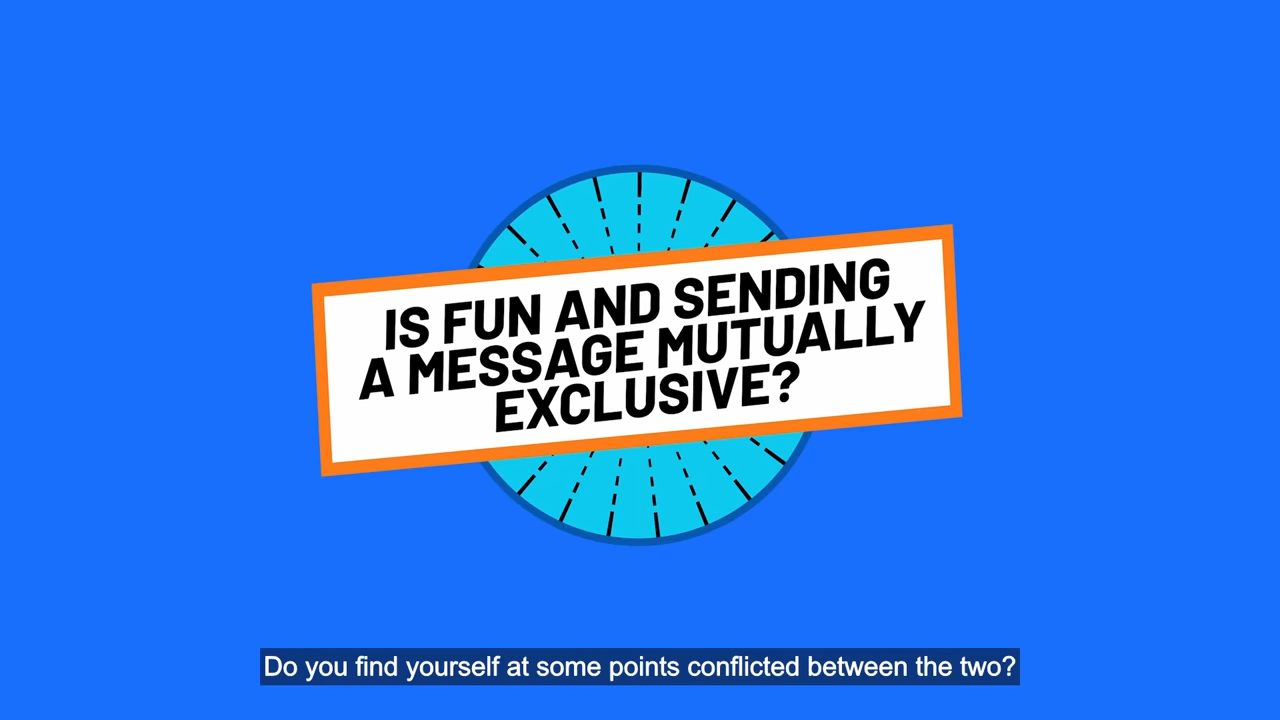 IS FUN AND SENDING
A MESSAGE MUTUALLY
EXCLUSIVE?
Do you find yourself at some points conflicted between the two?